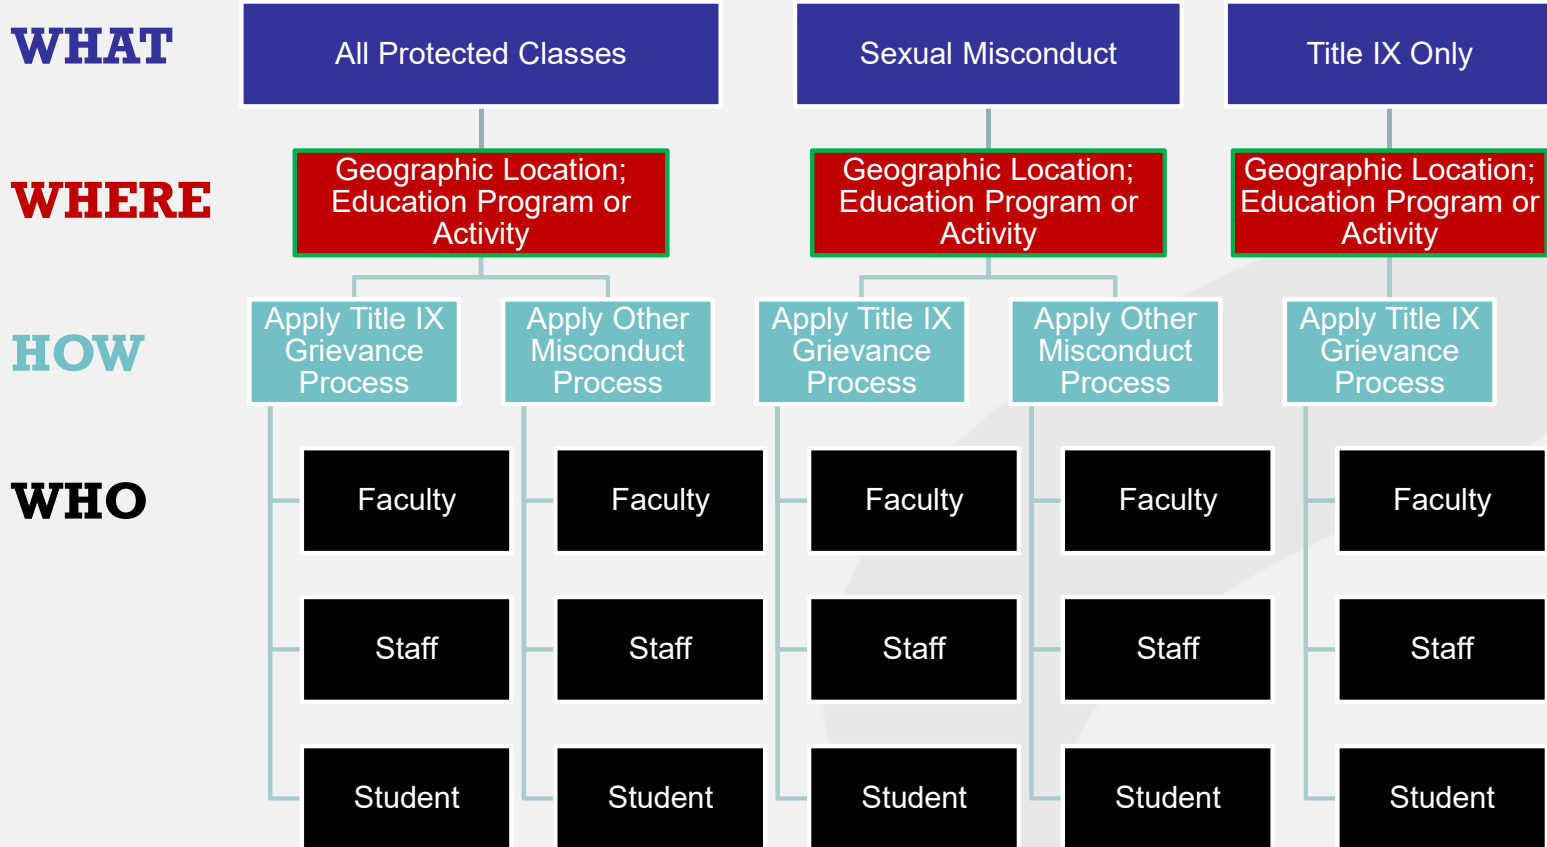 WHAT
All Protected Classes
Sexual Misconduct
Title IX Only
WHERE
Geographic Location;
Education Program or
Activity
Geographic Location;
Education Program or
Activity
Geographic Location;
Education Program or
Activity
HOW
Apply Title IX
Grievance
Process
Apply Other
Misconduct
Process
Apply Title IX
Grievance
Process
Apply Other
Misconduct
Process
Apply Title IX
Grievance
Process
WHO
Faculty
Faculty
Faculty
Faculty
Faculty
Staff
Staff
Staff
Staff
Staff
Student
Student
Student
Student
Student